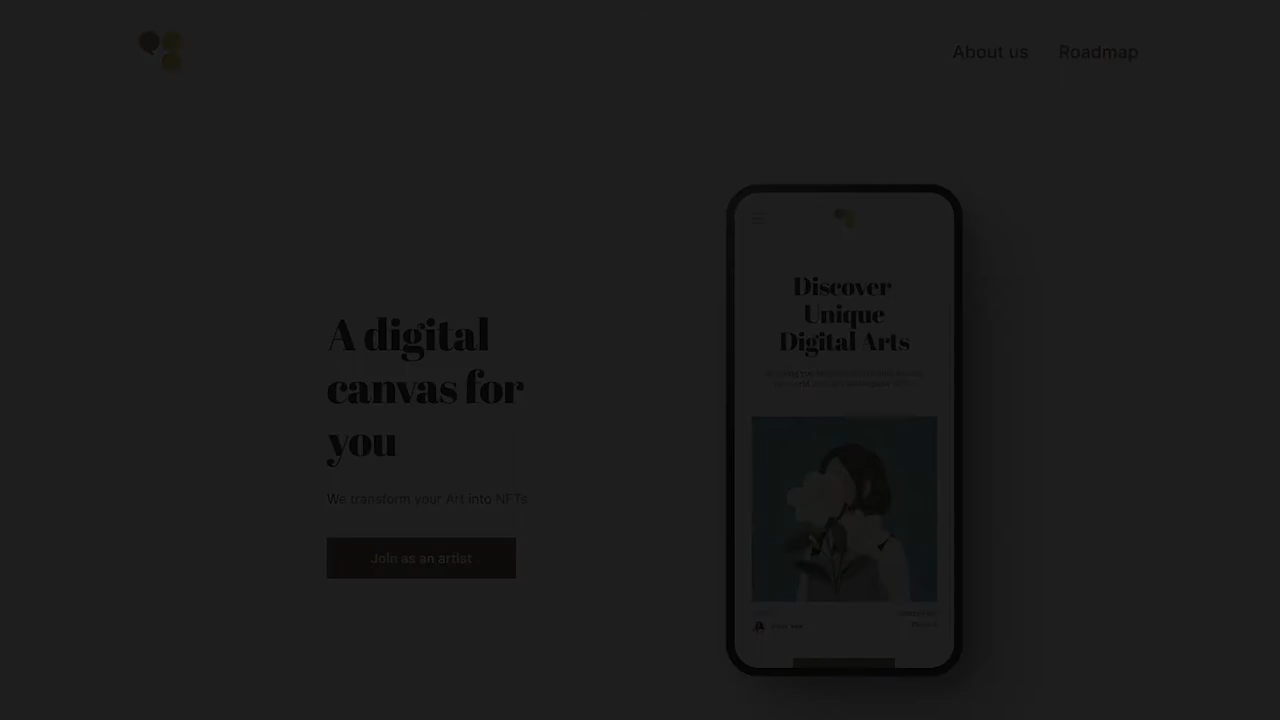 About us Roadmap
A digital
canvas for
you
We transform your Art into NFTs
Join as an artist
Discover
Unique
Digital Arts